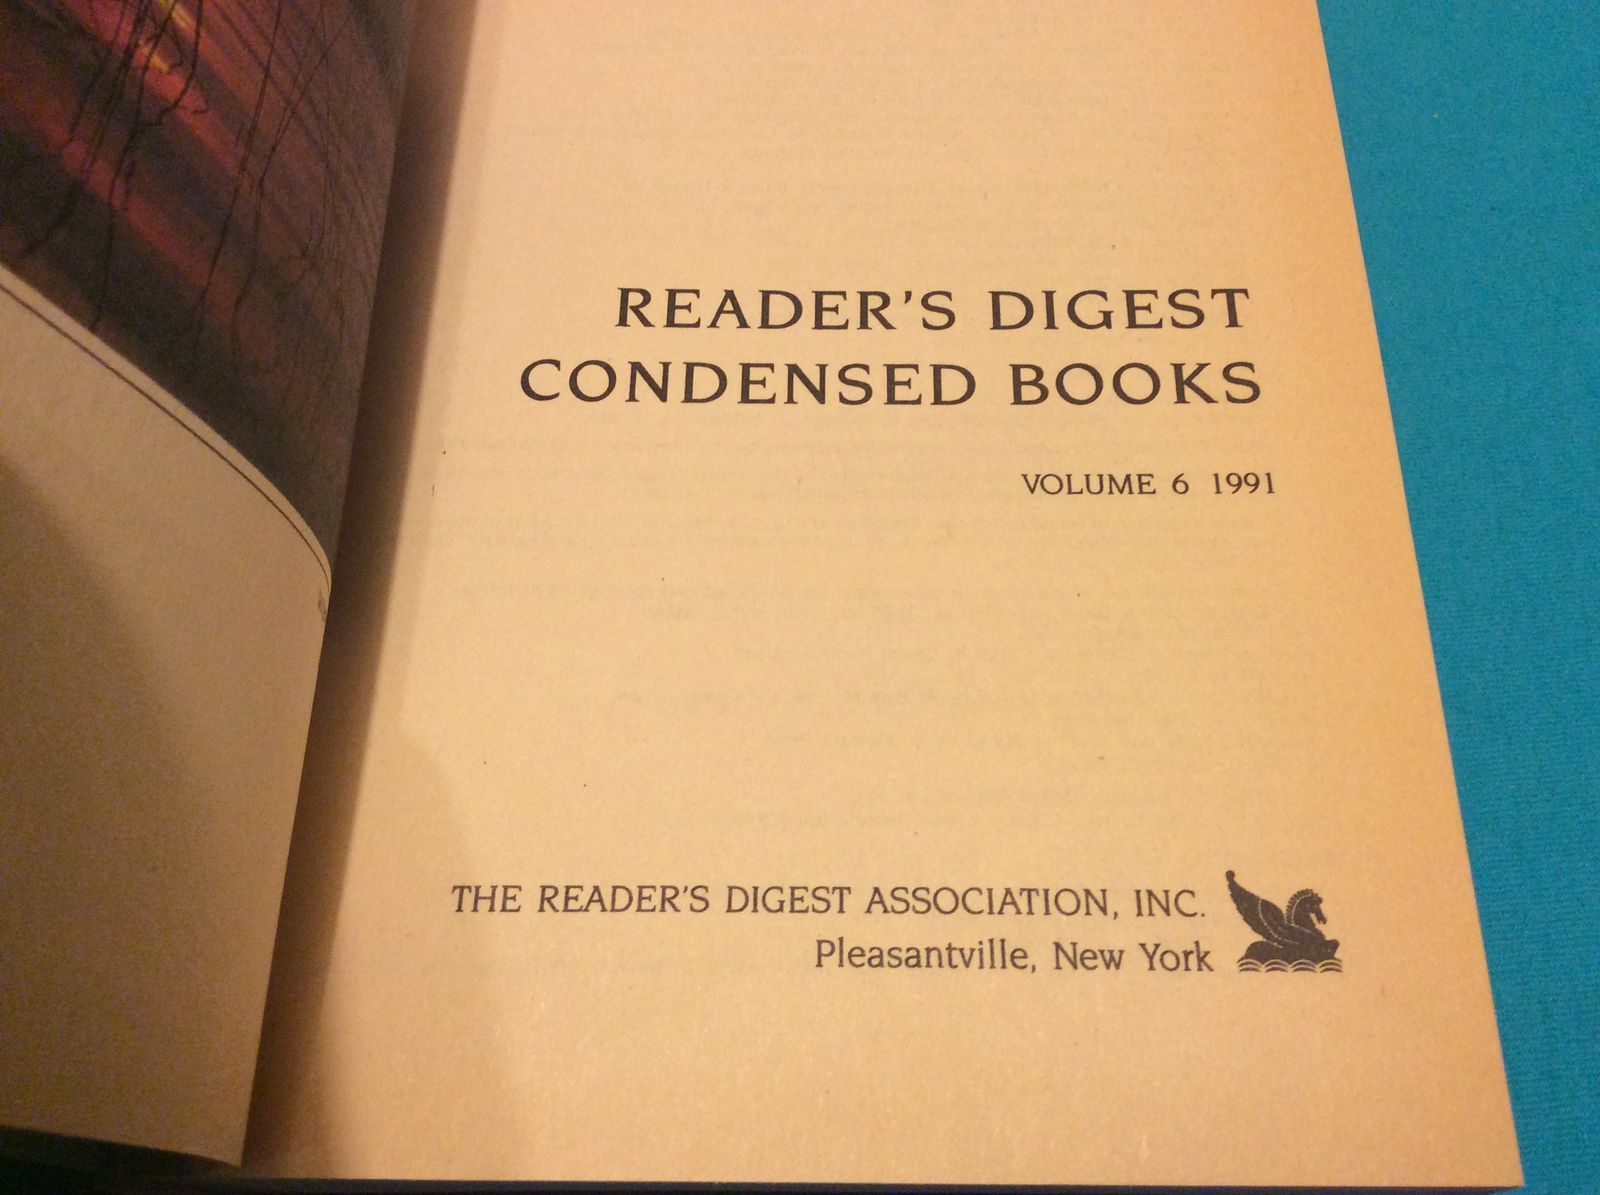 READER'S DIGEST
CONDENSED BOOKS
VOLUME 6 1991
THE READER'S DIGEST ASSOCIATION, INC.
Pleasantville, New York